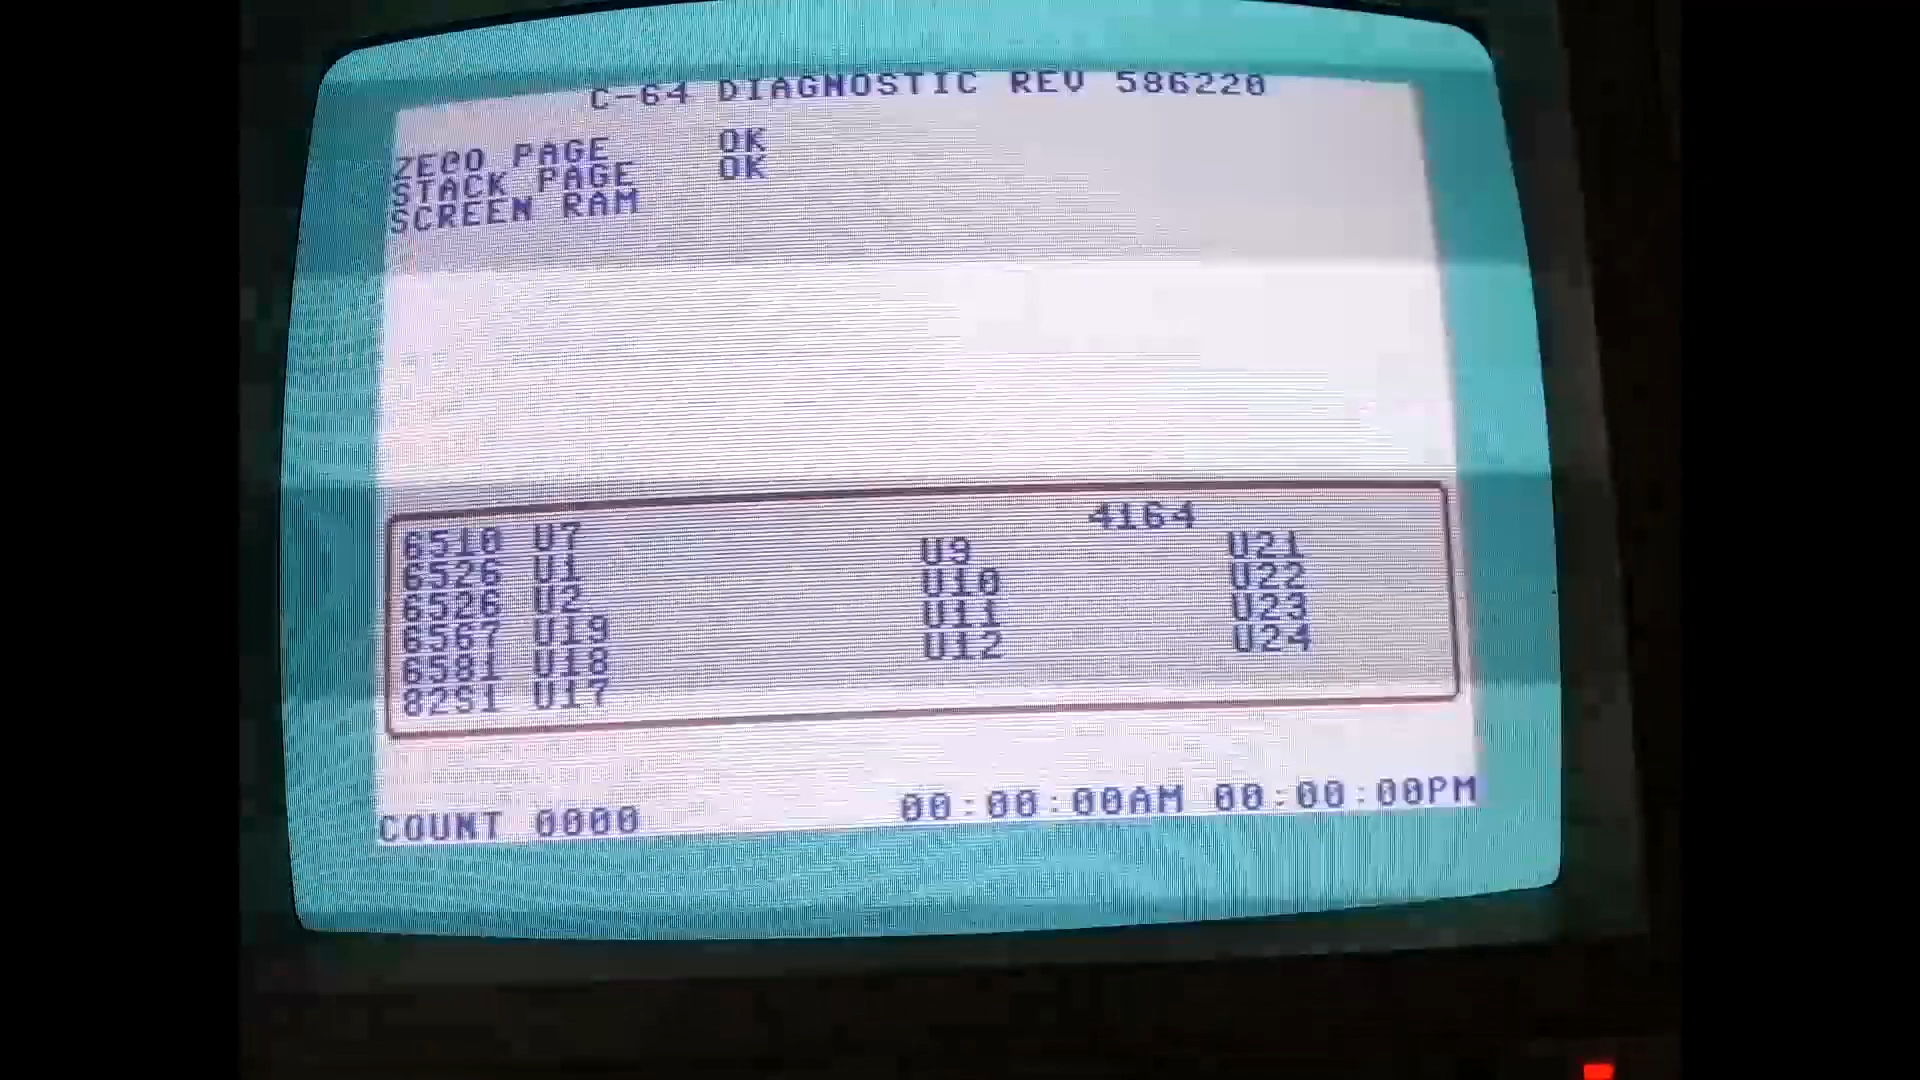 C-64 DIAGNOSTIC REV 586220
ZERO PAGE OK
STACK PAGE OK
SCREEN RAM
4164
6510 U7
6526 U1 U9 U21
6526 U2 U10 U22
6567 U19 U11 U23
6581 U18 U12 U24
82S1 U17
COUNT 0000 00:00:00AM 00:00:00PM